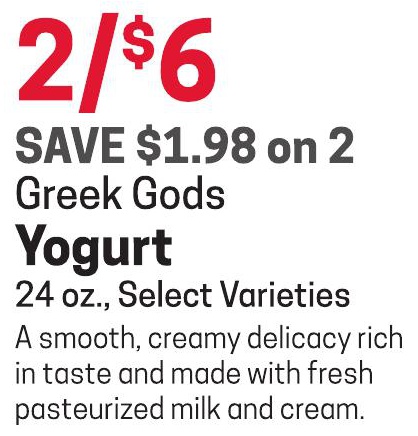 2/$6
SAVE $1.98 on 2
Greek Gods
Yogurt
24 oz., Select Varieties
A smooth, creamy delicacy rich
in taste and made with fresh
pasteurized milk and cream.